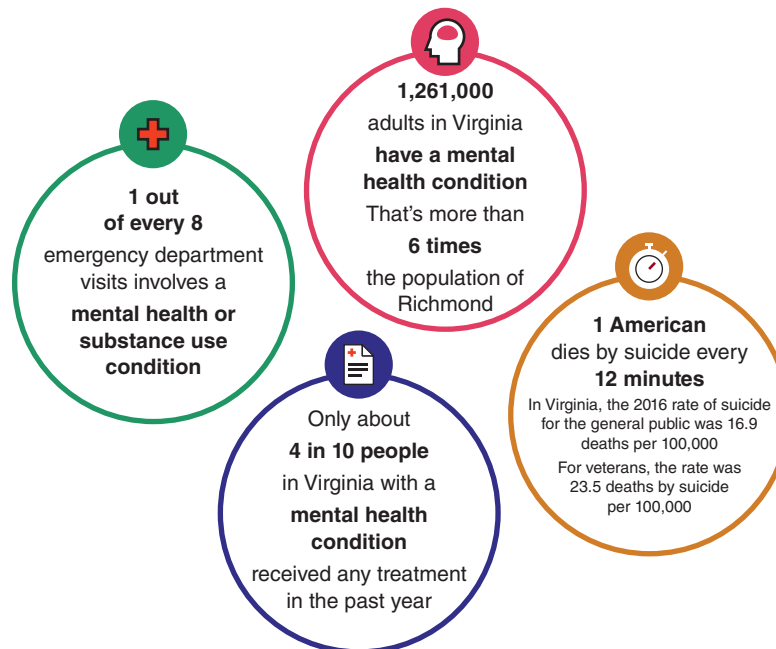 1 out
of every 8
emergency department
visits involves a
mental health or
substance use
condition
1,261,000
adults in Virginia
have a mental
health condition
That's more than
6 times
the population of
Richmond
Only about
4 in 10 people
in Virginia with a
mental health
condition
received any treatment
in the past year
1 American
dies by suicide every
12 minutes
In Virginia, the 2016 rate of suicide
for the general public was 16.9
deaths per 100,000
For veterans, the rate was
23.5 deaths by suicide
per 100,000